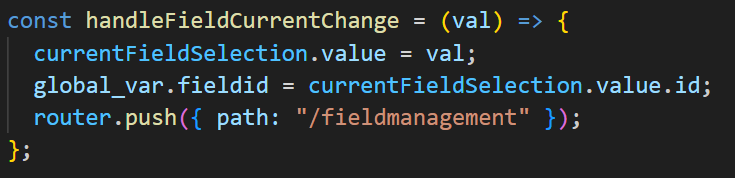 const handleFieldCurrentChange = (val) => {
  currentFieldSelection.value = val;
  global_var.fieldid = currentFieldSelection.value.id;
  router.push({ path: "/fieldmanagement" });
};